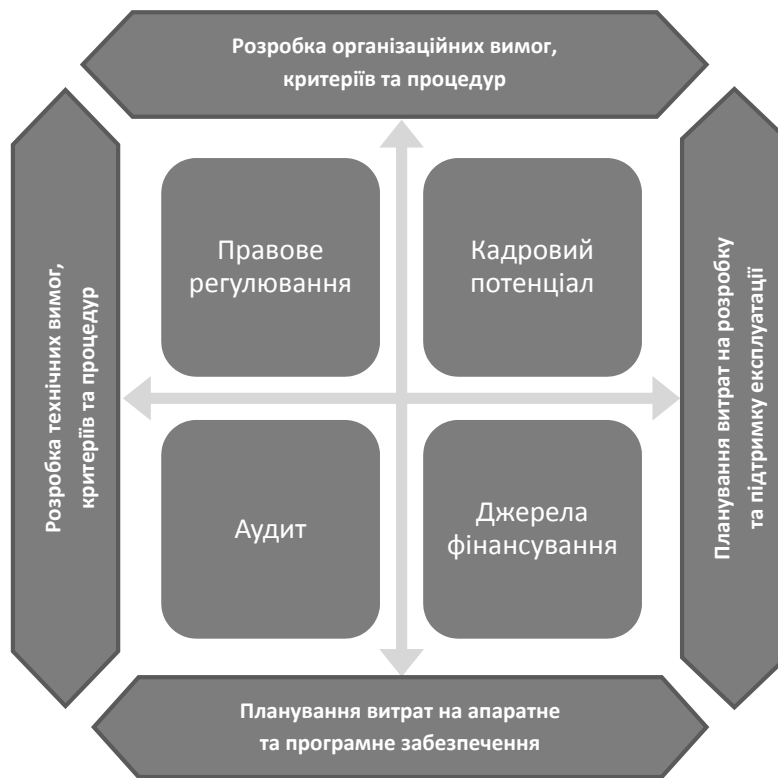 Розробка організаційних вимог,
критеріїв та процедур
Розробка технічних вимог,
критеріїв та процедур
Правове
регулювання
Кадровий
потенціал
Планування витрат на розробку
та підтримку експлуатації
Аудит
Джерела
фінансування
Планування витрат на апаратне
та програмне забезпечення